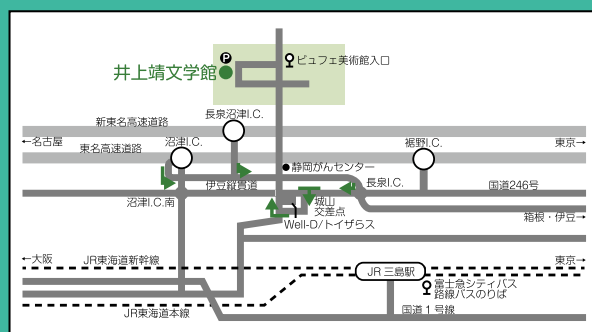 P
ビュフェ美術館入口
井上靖文学館
長泉沼津I.C.
新東名高速道路
←名古屋
沼津I.C.
裾野I.C.
東京→
東名高速道路
静岡がんセンター
伊豆縦貫道
長泉I.C.
国道246号
沼津I.C.南
城山
交差点
箱根・伊豆→
Well-D/トイザらス
←大阪
JR東海道新幹線
東京→
JR 三島駅
富士急シティバス
路線バスのりば
JR東海道本線
国道1号線